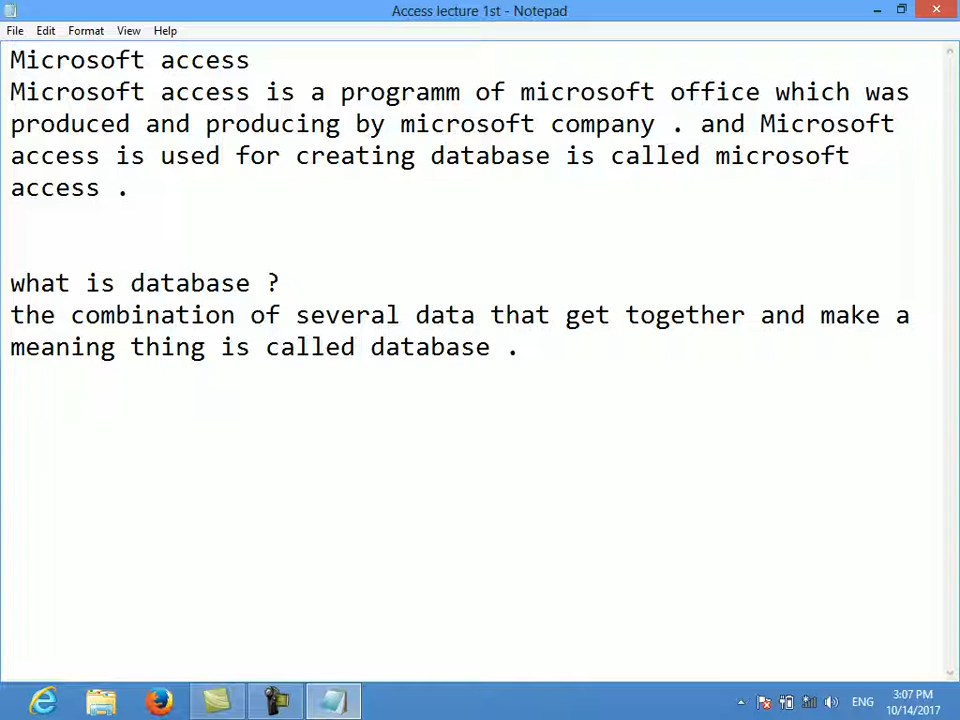 Access lecture 1st - Notepad
File Edit Format View Help
Microsoft access
Microsoft access is a programm of microsoft office which was
produced and producing by microsoft company . and Microsoft
access is used for creating database is called microsoft
access .
what is database ?
the combination of several data that get together and make a
meaning thing is called database .
ENG
3:07 PM
10/14/2017